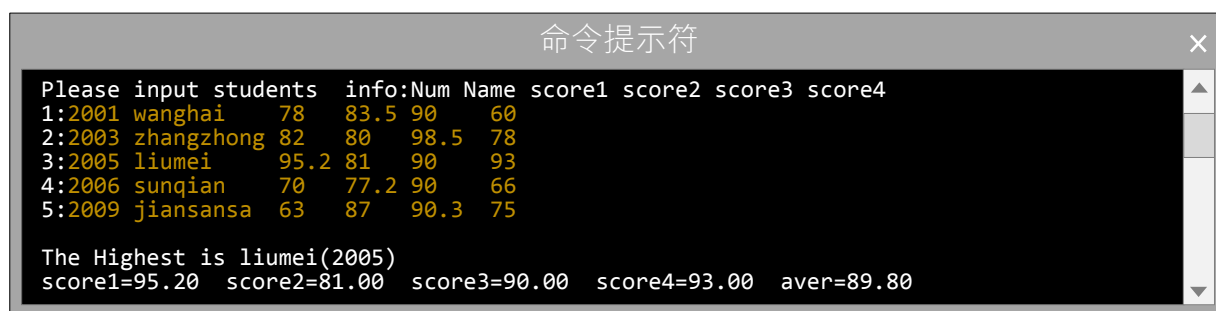 命令提示符
Please input students info:Num Name score1 score2 score3 score4
1:2001 wanghai 78 83.5 90 60
2:2003 zhangzhong 82 80 98.5 78
3:2005 liumei 95.2 81 90 93
4:2006 sunqian 70 77.2 90 66
5:2009 jiansansa 63 87 90.3 75
The Highest is liumei(2005)
score1=95.20 score2=81.00 score3=90.00 score4=93.00 aver=89.80